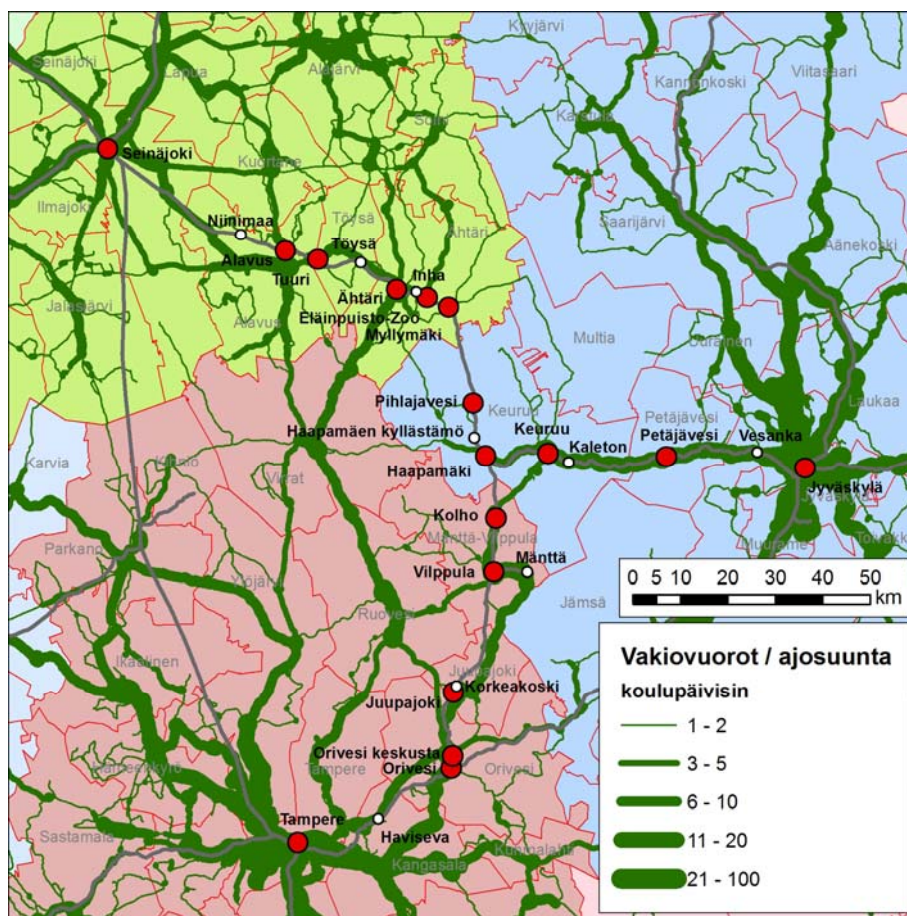 Kyyjärvi
Seinäjoki
Lapua
Alajärvi
Kannonkoski
Viitasaari
Karstula
Soini
Seinäjoki
Kuortane
Ilmajoki
Niinimaa
Töysä
Töysä
Saarijärvi
Ähtäri
Äänekoski
Alavus
Tuuri
Inha
Ähtäri
Jalasjärvi
Eläinpuisto-Zoo
Alavus
Myllymäki
Multia
Uurainen
Laukaa
Pihlajavesi
Keuruu
Petäjävesi
Haapamäen kyllästämö
Keuruu
Petäjävesi
Vesanka
Kaleton
Karvia
Kihniö
Virrat
Haapamäki
Jyväskylä
Jyväskylä
Kolho
Mänttä-Vilppula
Muurame
Toivakka
Parkano
Mänttä
Vilppula
Ylöjärvi
Jämsä
0 5 10 20 30 40 50
km
Ruovesi
Vakiovuorot / ajosuunta
Ikaalinen
Juupajoki
Korkeakoski
koulupäivisin
Juupajoki
1 - 2
Orivesi keskusta
3 - 5
Hämeenkyrö
Tampere
Orivesi
Orivesi
6 - 10
Tampere
Haviseva
11 - 20
Sastamala
Kuhmalahti
Kangasala
21 - 100